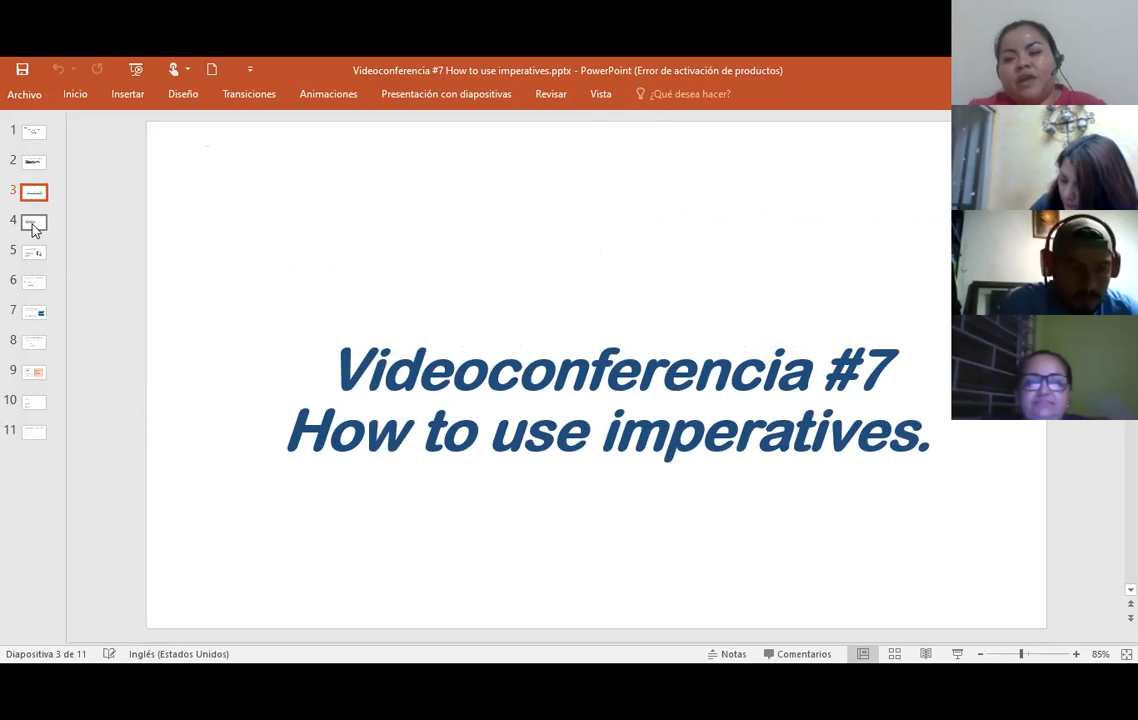 Videoconferencia #7 How to use imperatives.pptx - PowerPoint (Error de activación de productos)
Archivo Inicio Insertar Diseño Transiciones Animaciones Presentación con diapositivas Revisar Vista ¿Qué desea hacer?
1
2
3
4
5
6
7
8
9
10
11
Videoconferencia #7
How to use imperatives.
Diapositiva 3 de 11 Inglés (Estados Unidos) Notas Comentarios 85%